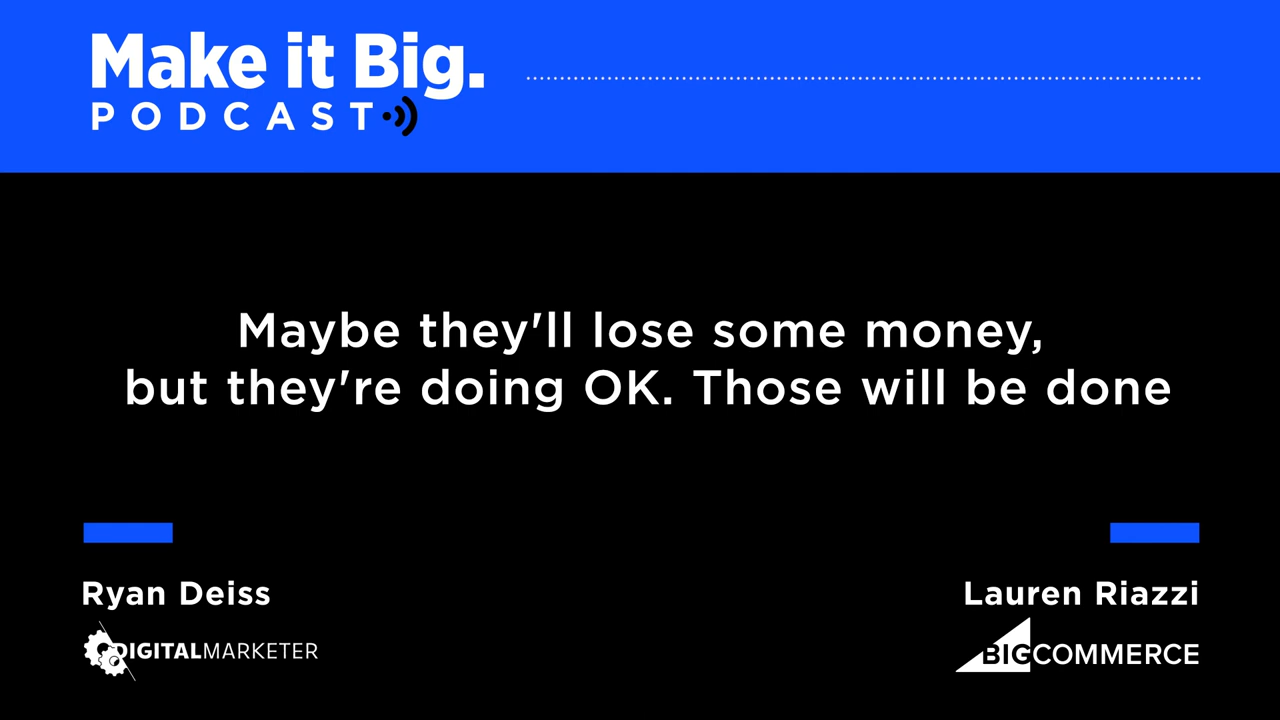 Make it Big.
PODCAST
Maybe they'll lose some money,
but they're doing OK. Those will be done
Ryan Deiss
Lauren Riazzi
DIGITALMARKETER
BIGCOMMERCE